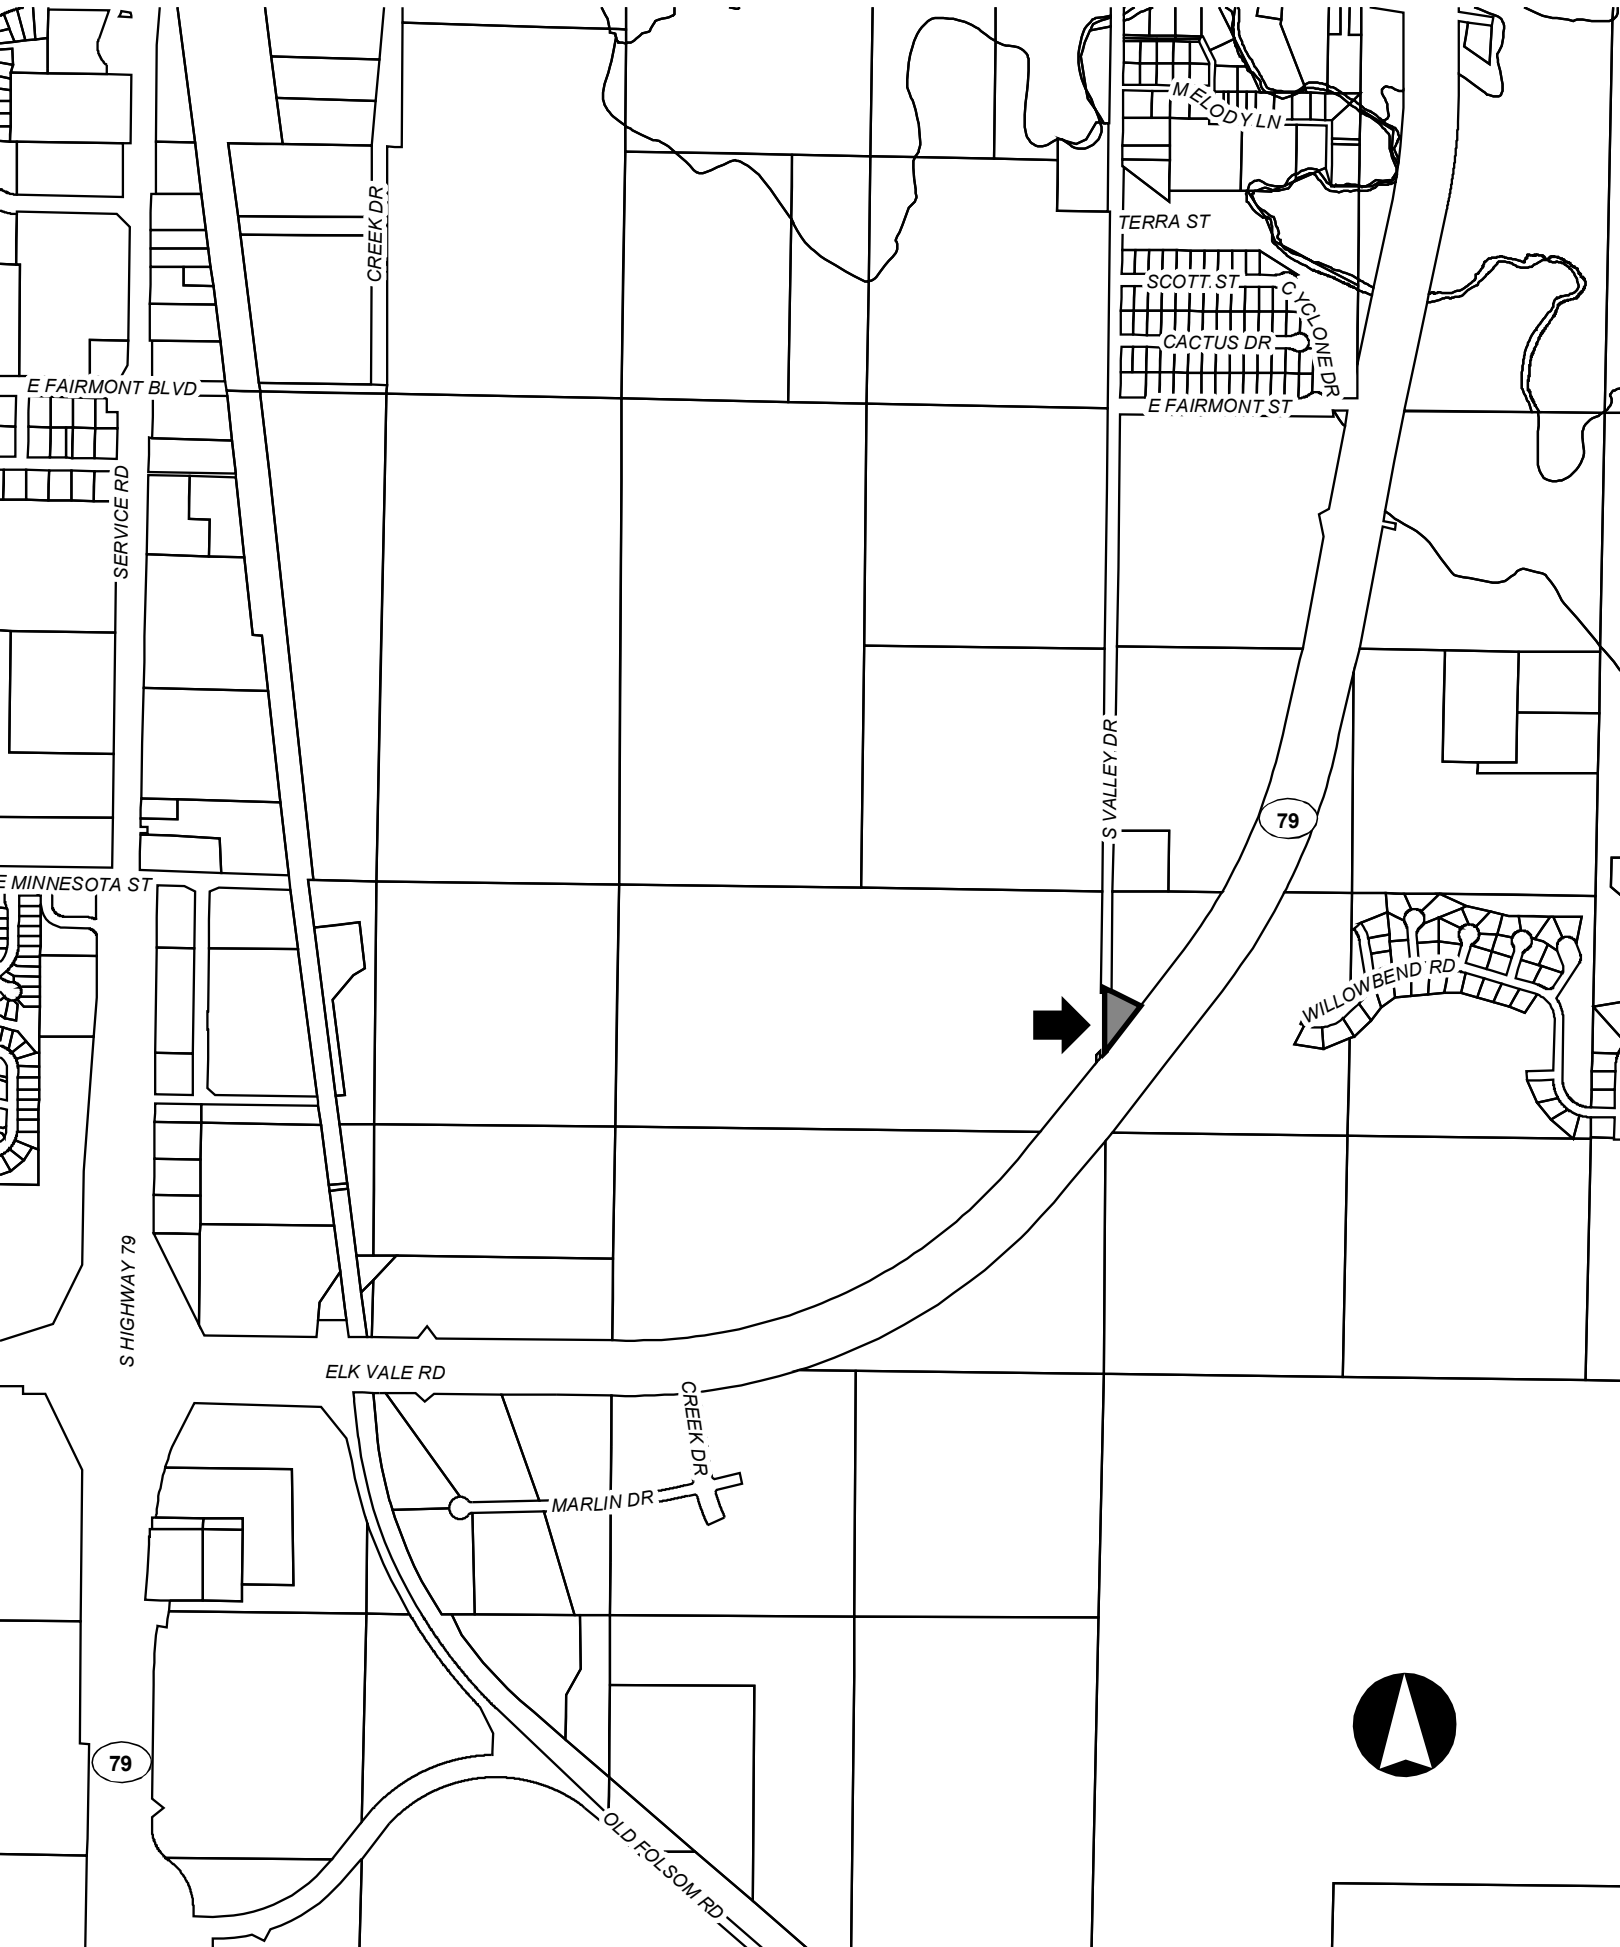 MELODY LN
CREEK DR
TERRA ST
SCOTT ST
CYCLONE DR
CACTUS DR
E FAIRMONT BLVD
E FAIRMONT ST
SERVICE RD
S VALLEY DR
79
E MINNESOTA ST
WILLOWBEND RD
S HIGHWAY 79
ELK VALE RD
CREEK DR
MARLIN DR
79
OLD FOLSOM RD